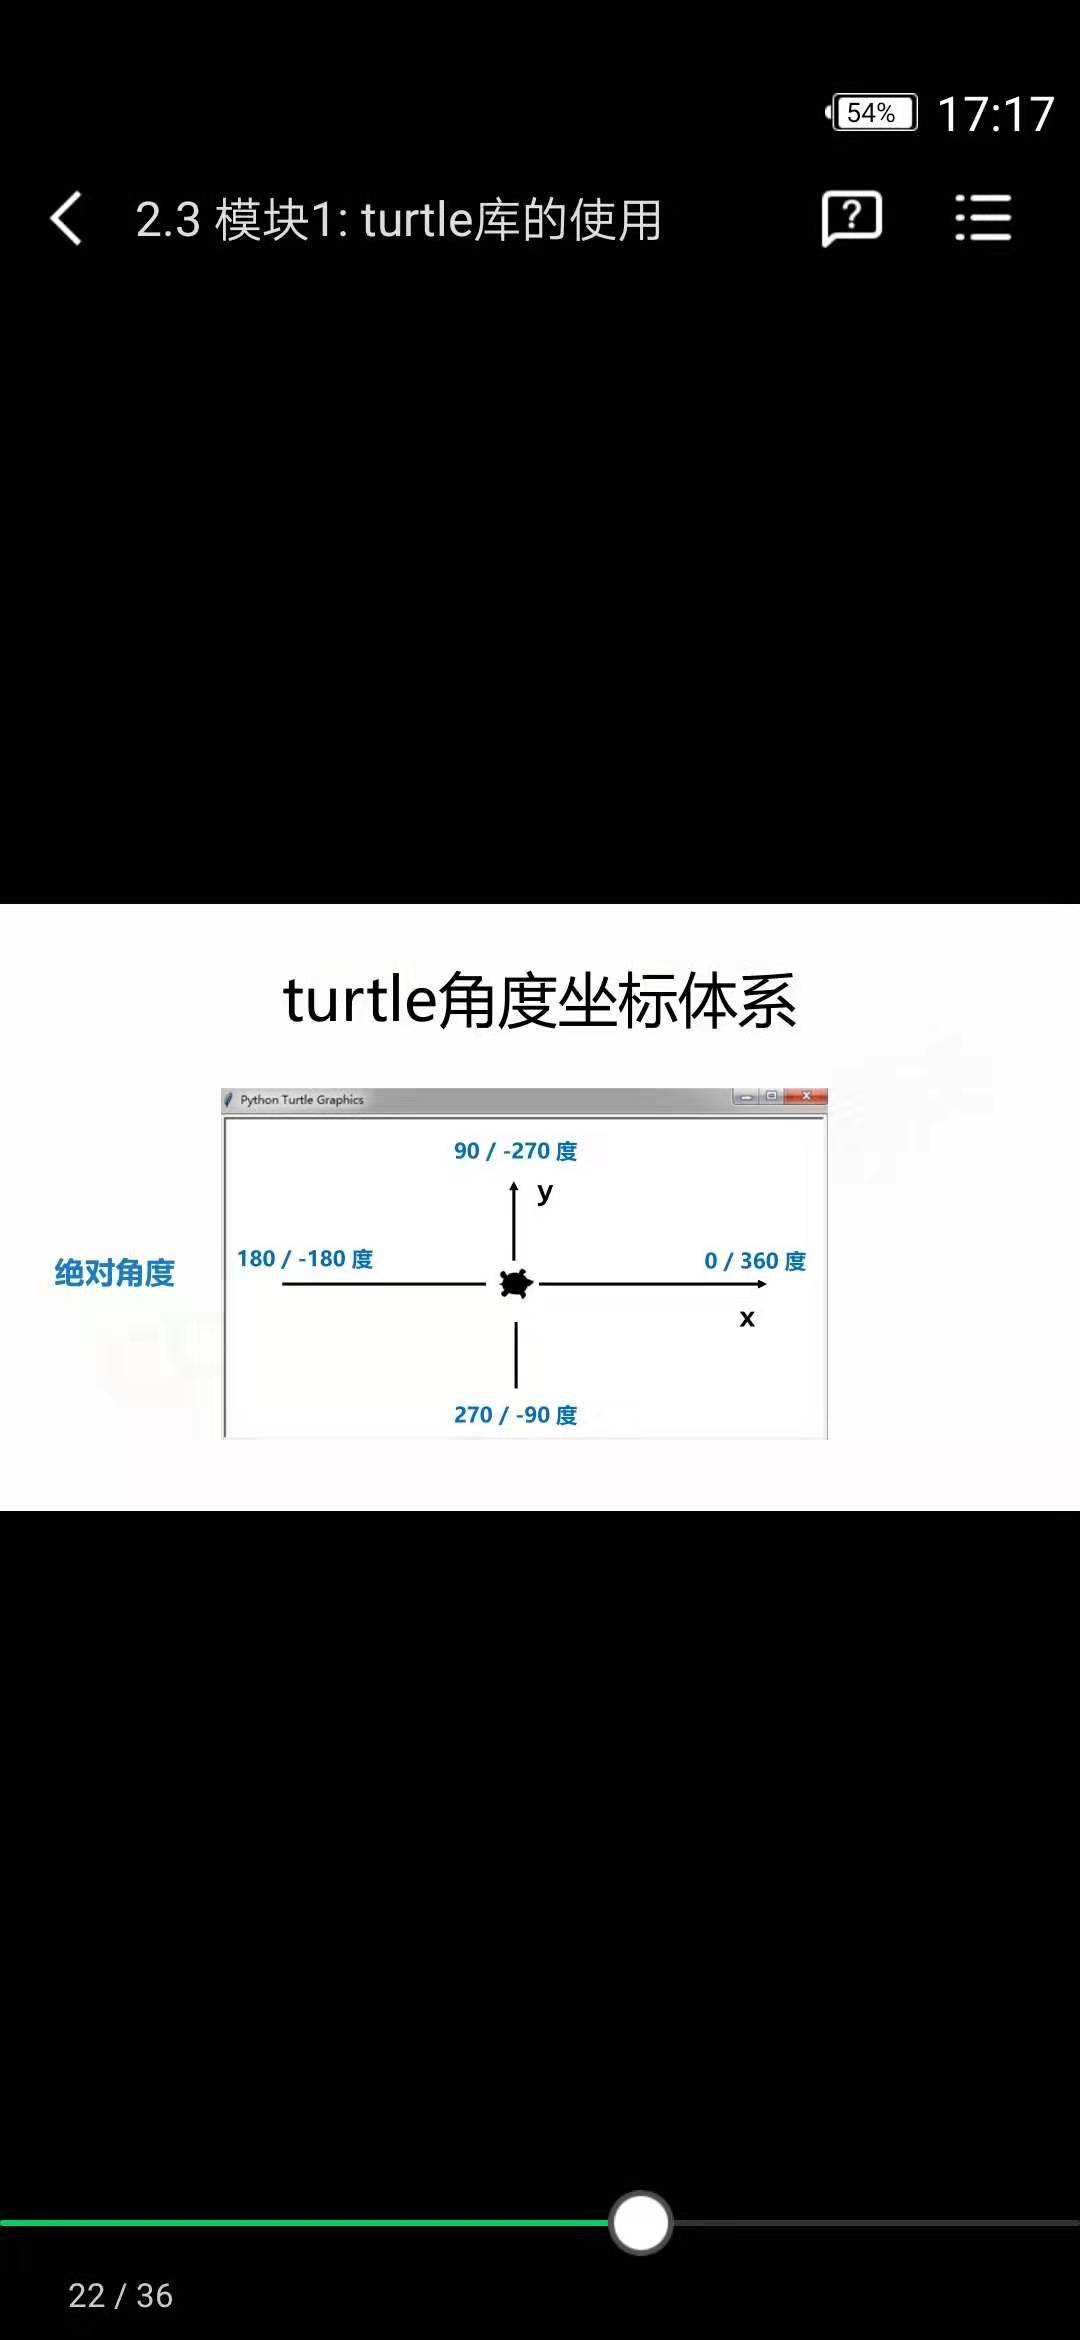 54% 17:17
2.3 模块1: turtle库的使用
turtle角度坐标体系
Python Turtle Graphics
90 / -270 度
y
180 / -180 度
0 / 360 度
绝对角度
x
270 / -90 度
22 / 36